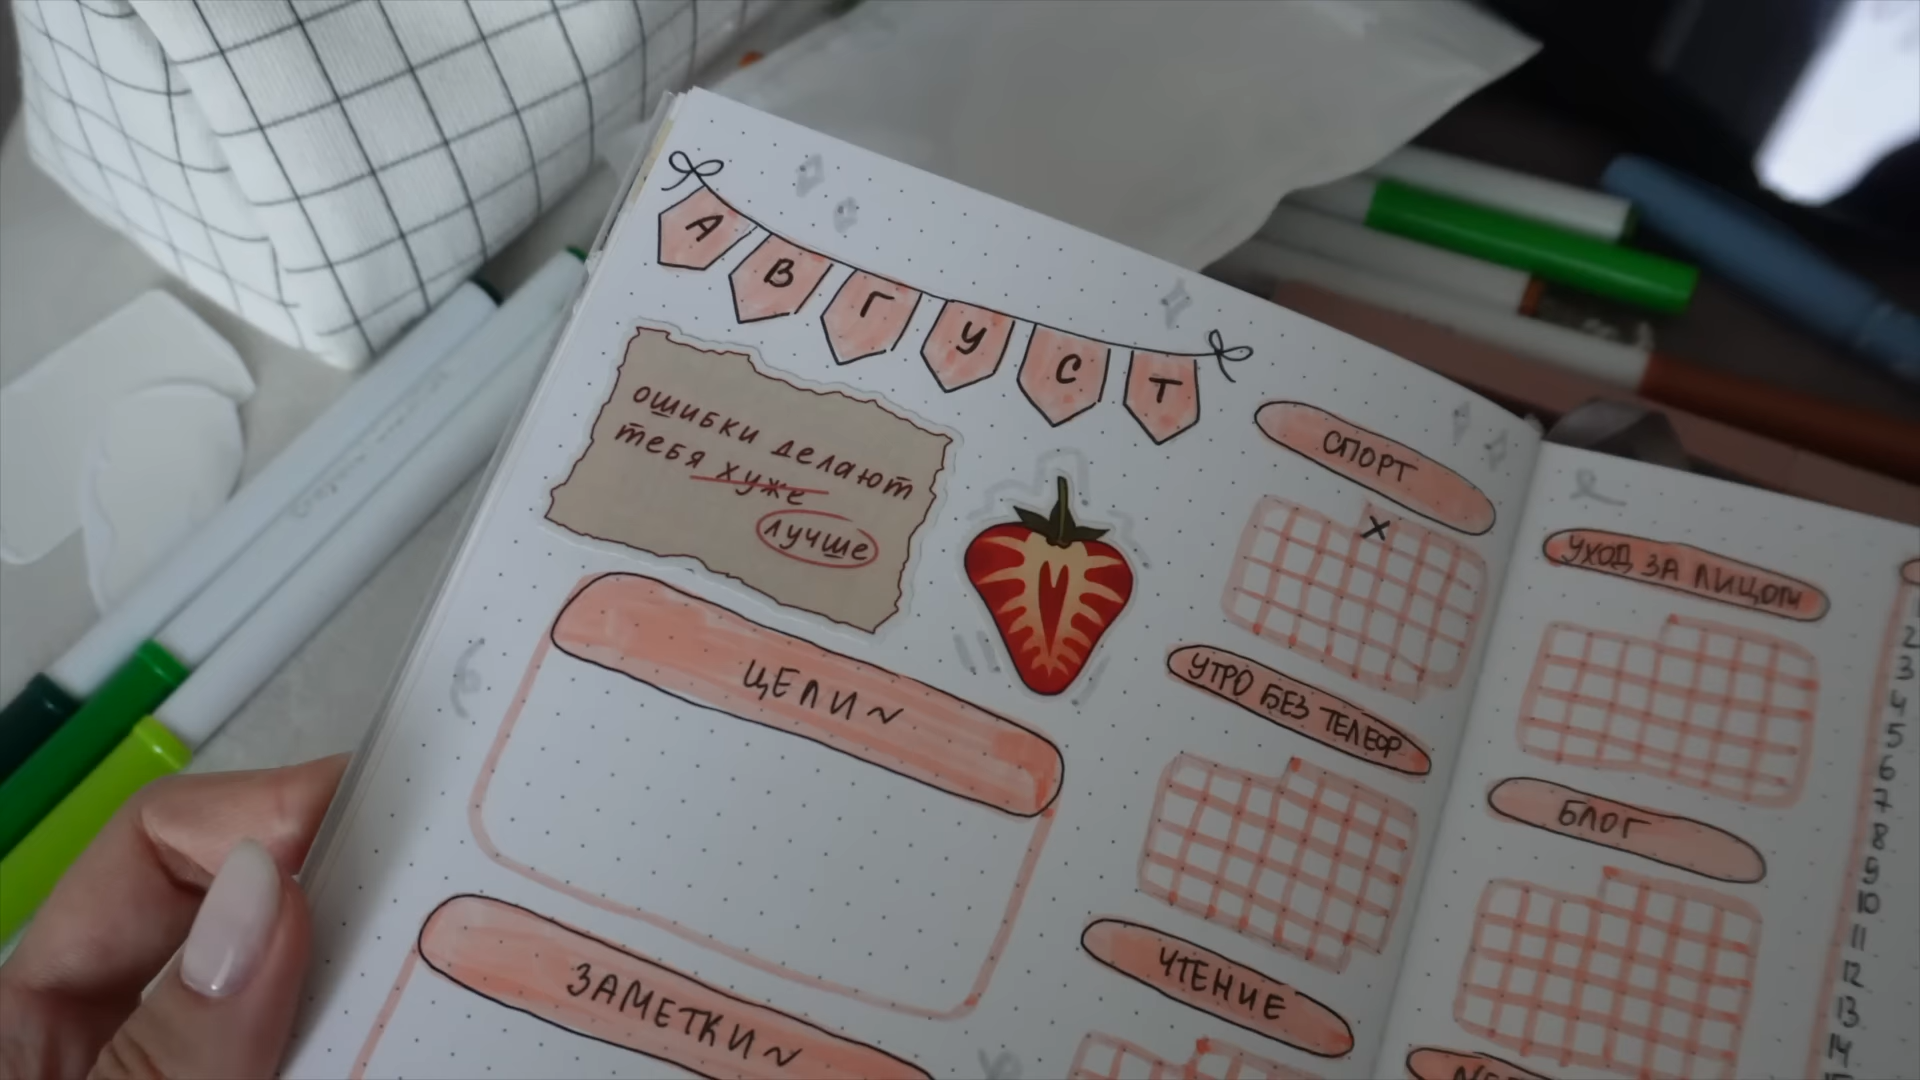 АВГУСТ
ошибки делают
тебя хуже
лучше
ЦЕЛИ~
ЗАМЕТКИ~
СПОРТ
X
УТРО БЕЗ ТЕЛЕФ
ЧТЕНИЕ
УХОД ЗА ЛИЦОМ
БЛОГ
2
3
4
5
6
7
8
9
10
11
12
13
14